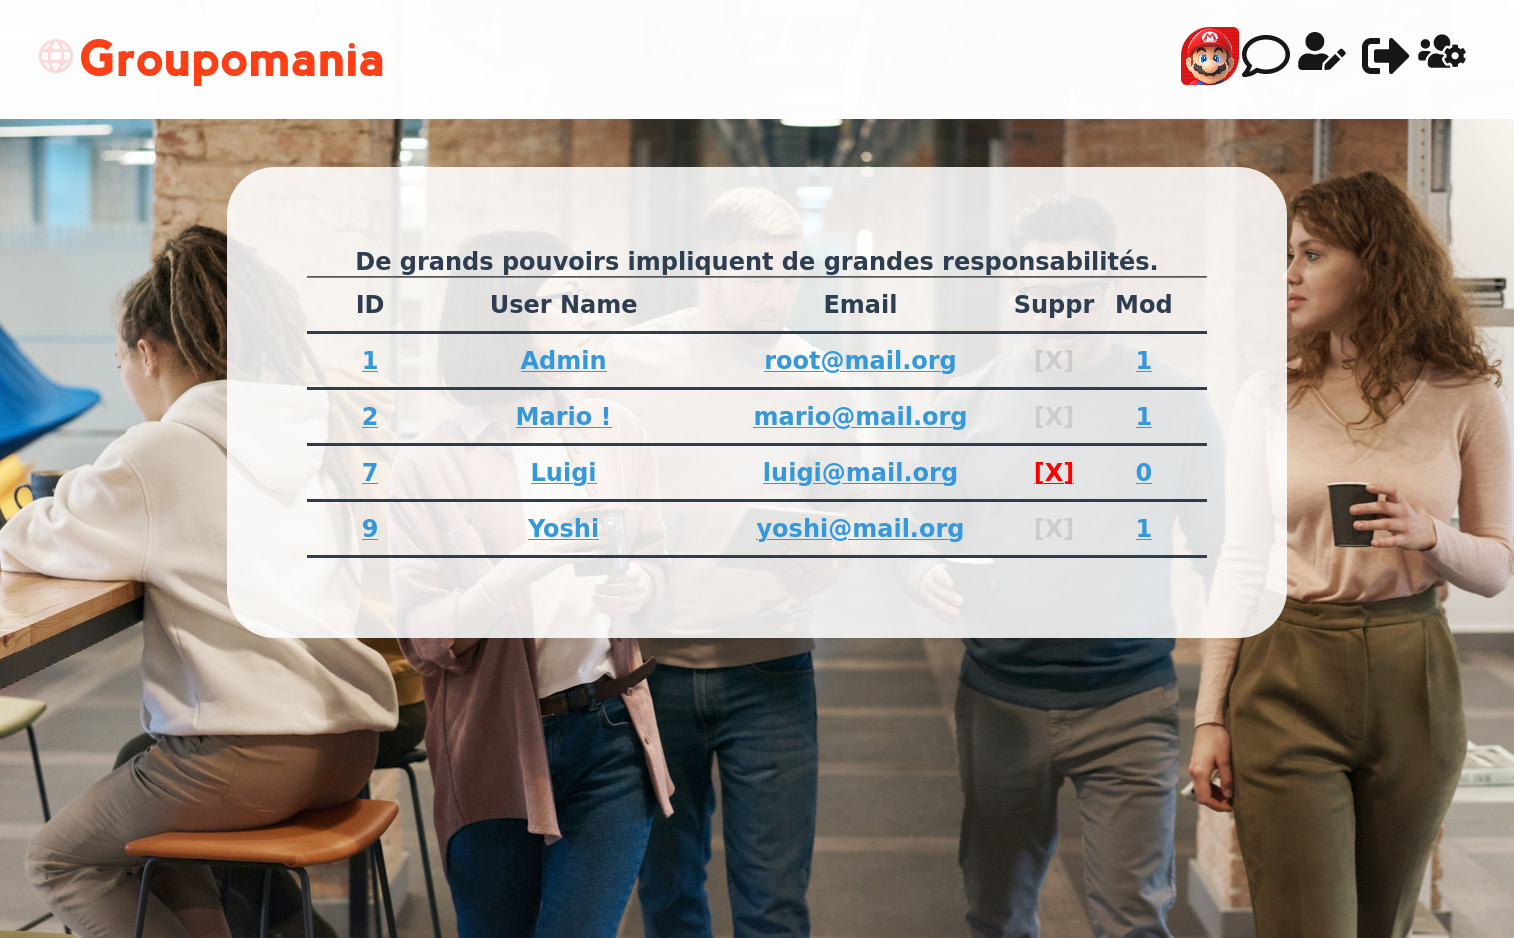 Groupomania
De grands pouvoirs impliquent de grandes responsabilités.
ID User Name Email Suppr Mod
1 Admin root@mail.org [X] 1
2 Mario ! mario@mail.org [X] 1
7 Luigi luigi@mail.org [X] 0
9 Yoshi yoshi@mail.org [X] 1